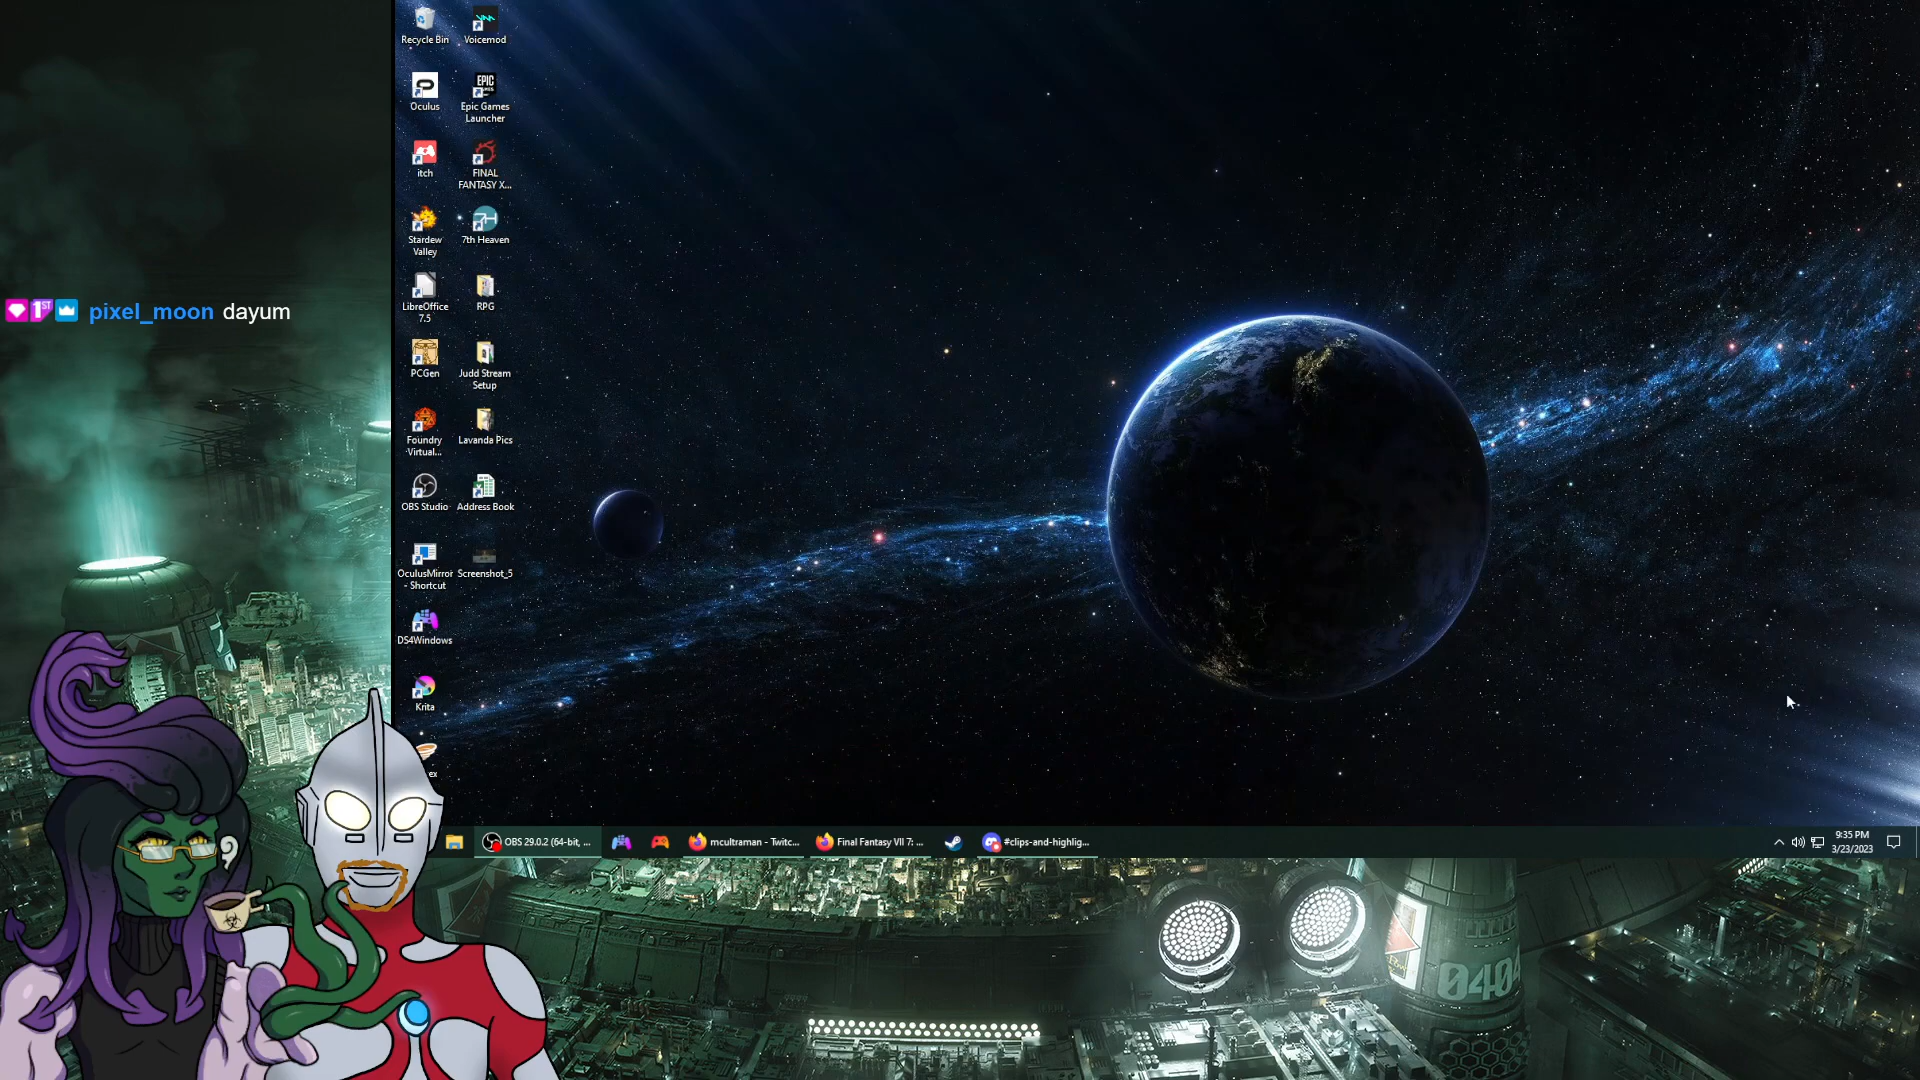 Recycle Bin
Voicemod
Oculus
EPIC
Epic Games
Launcher
itch
FINAL
FANTASY X...
Stardew
Valley
7th Heaven
1ST
pixel_moon dayum
LibreOffice
7.5
RPG
PCGen
Judd Stream
Setup
Foundry
Virtual...
Lavanda Pics
OBS Studio
Address Book
OculusMirror
- Shortcut
Screenshot_5
DS4Windows
Krita
ex
OBS 29.0.2 (64-bit, ...
mcultraman - Twitc...
Final Fantasy VII 7: ...
#clips-and-highlig...
9:35 PM
3/23/2023
0404